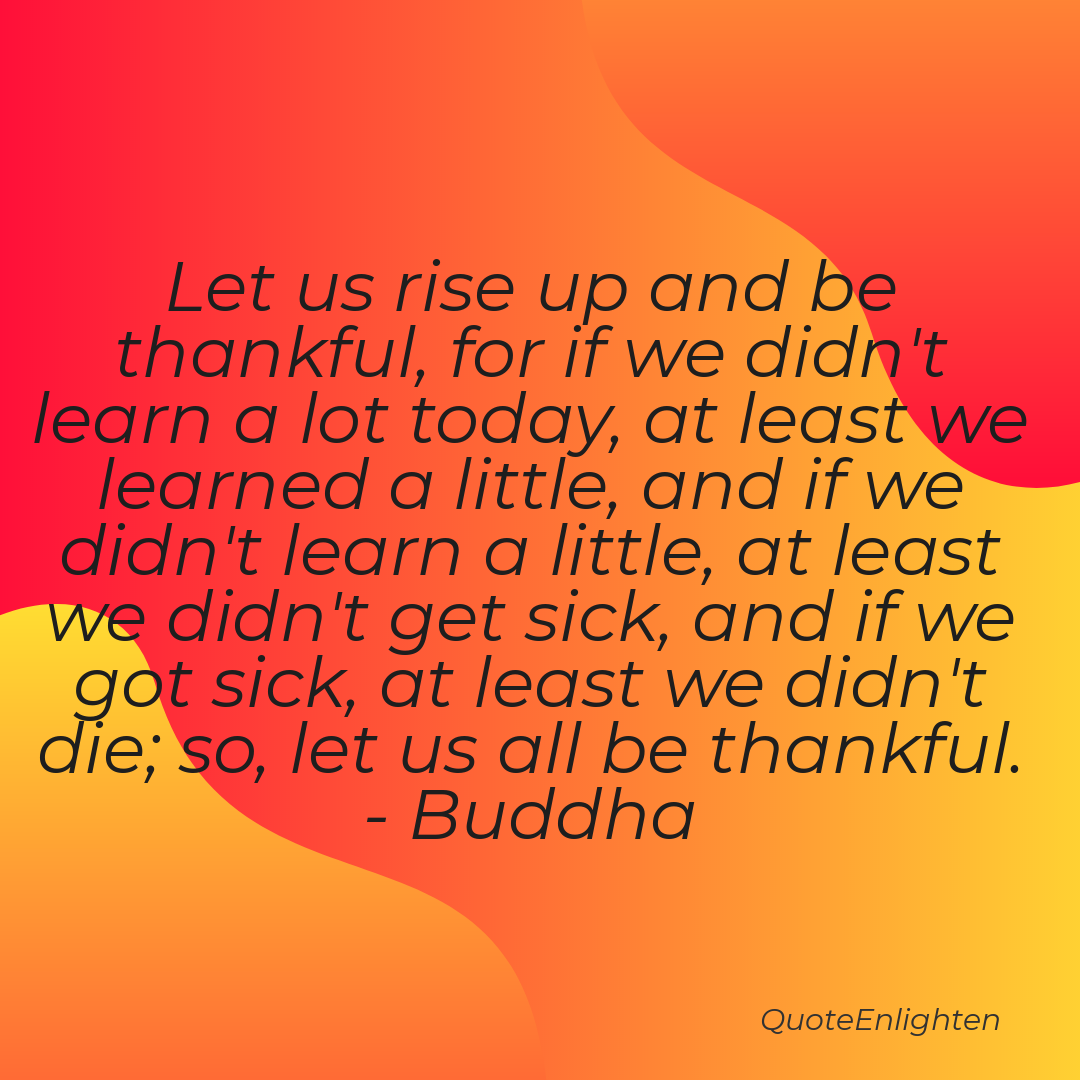 Let us rise up and be
thankful, for if we didn't
learn a lot today, at least we
learned a little, and if we
didn't learn a little, at least
we didn't get sick, and if we
got sick, at least we didn't
die; so, let us all be thankful.
- Buddha
QuoteEnlighten